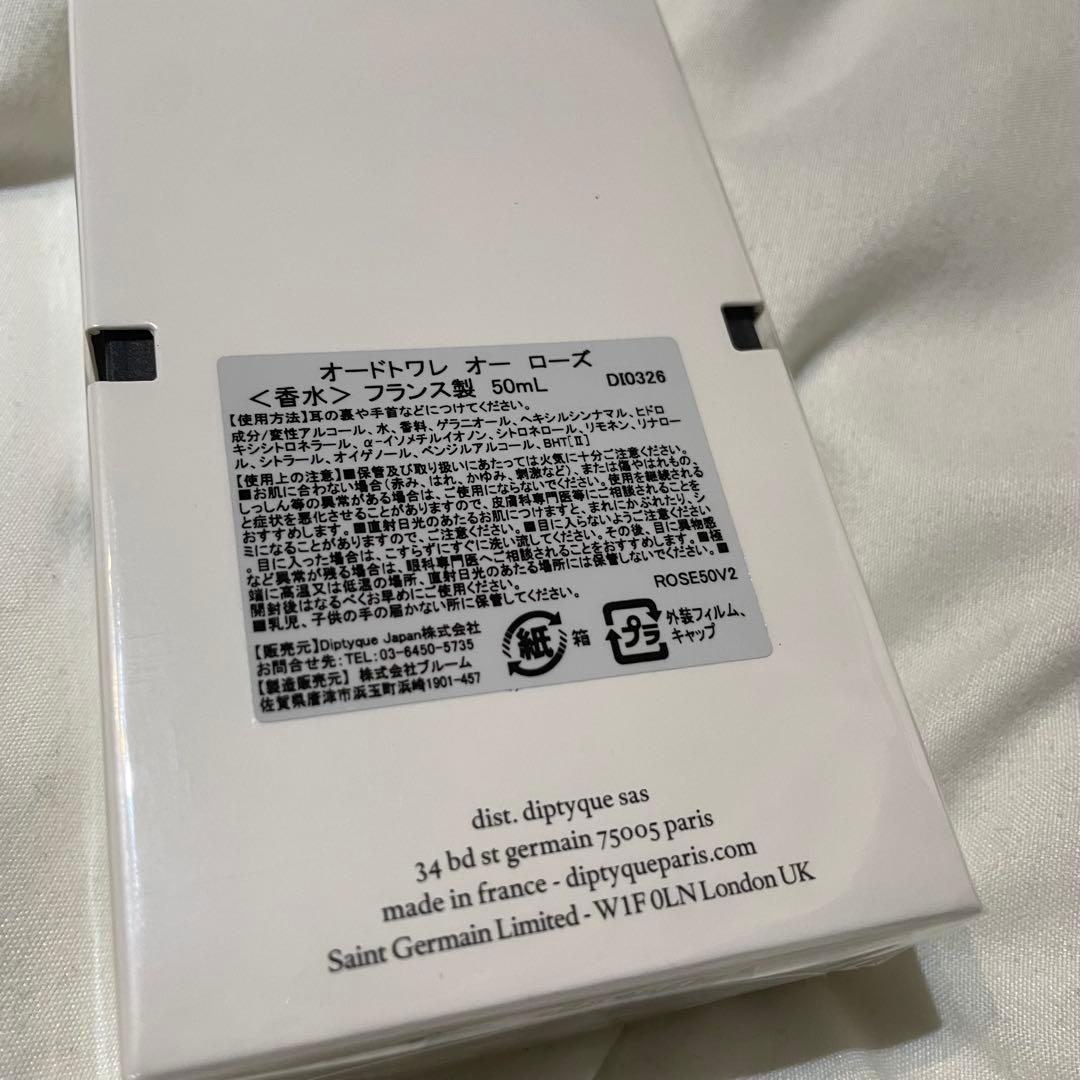 オードトワレ オー ローズ
＜香水＞ フランス製 50mL DI0326
【使用方法】耳の裏や手首などにつけてください。
成分/変性アルコール、水、香料、ゲラニオール、ヘキシルシンナマル、ヒドロ
キシシトロネラール、α-イソメチルイオノン、シトロネロール、リモネン、リナロー
ル、シトラール、オイゲノール、ベンジルアルコール、BHT[Ⅱ]
【使用上の注意】■保管及び取り扱いにあたっては火気に十分ご注意ください。
■お肌に合わない場合(赤み、はれ、かゆみ、刺激など)、または傷やはれもの、
しっしん等の異常がある場合は、ご使用にならないでください。使用を継続される
と症状を悪化させることがありますので、皮膚科専門医等にご相談されることを
おすすめします。■直射日光のあたるお肌につけますと、まれにかぶれたり、シ
ミになることがありますので、ご注意ください。■目に入らないようご注意ください
。目に入った場合は、こすらずにすぐに洗い流してください。その後、目に異物感
など異常が残る場合は、眼科専門医へご相談されることをおすすめします。■極
端に高温又は低温の場所、直射日光のあたる場所には保管しないでください。■
開封後はなるべくお早めにご使用ください。
■乳児、子供の手の届かない所に保管してください。
ROSE50V2
【販売元】Diptyque Japan株式会社
お問合せ先:TEL:03-6450-5735
【製造販売元】 株式会社ブルーム
佐賀県唐津市浜玉町浜崎1901-457
紙 箱
プラ 外装フィルム、
キャップ
dist. diptyque sas
34 bd st germain 75005 paris
made in france - diptyqueparis.com
Saint Germain Limited - W1F 0LN London UK